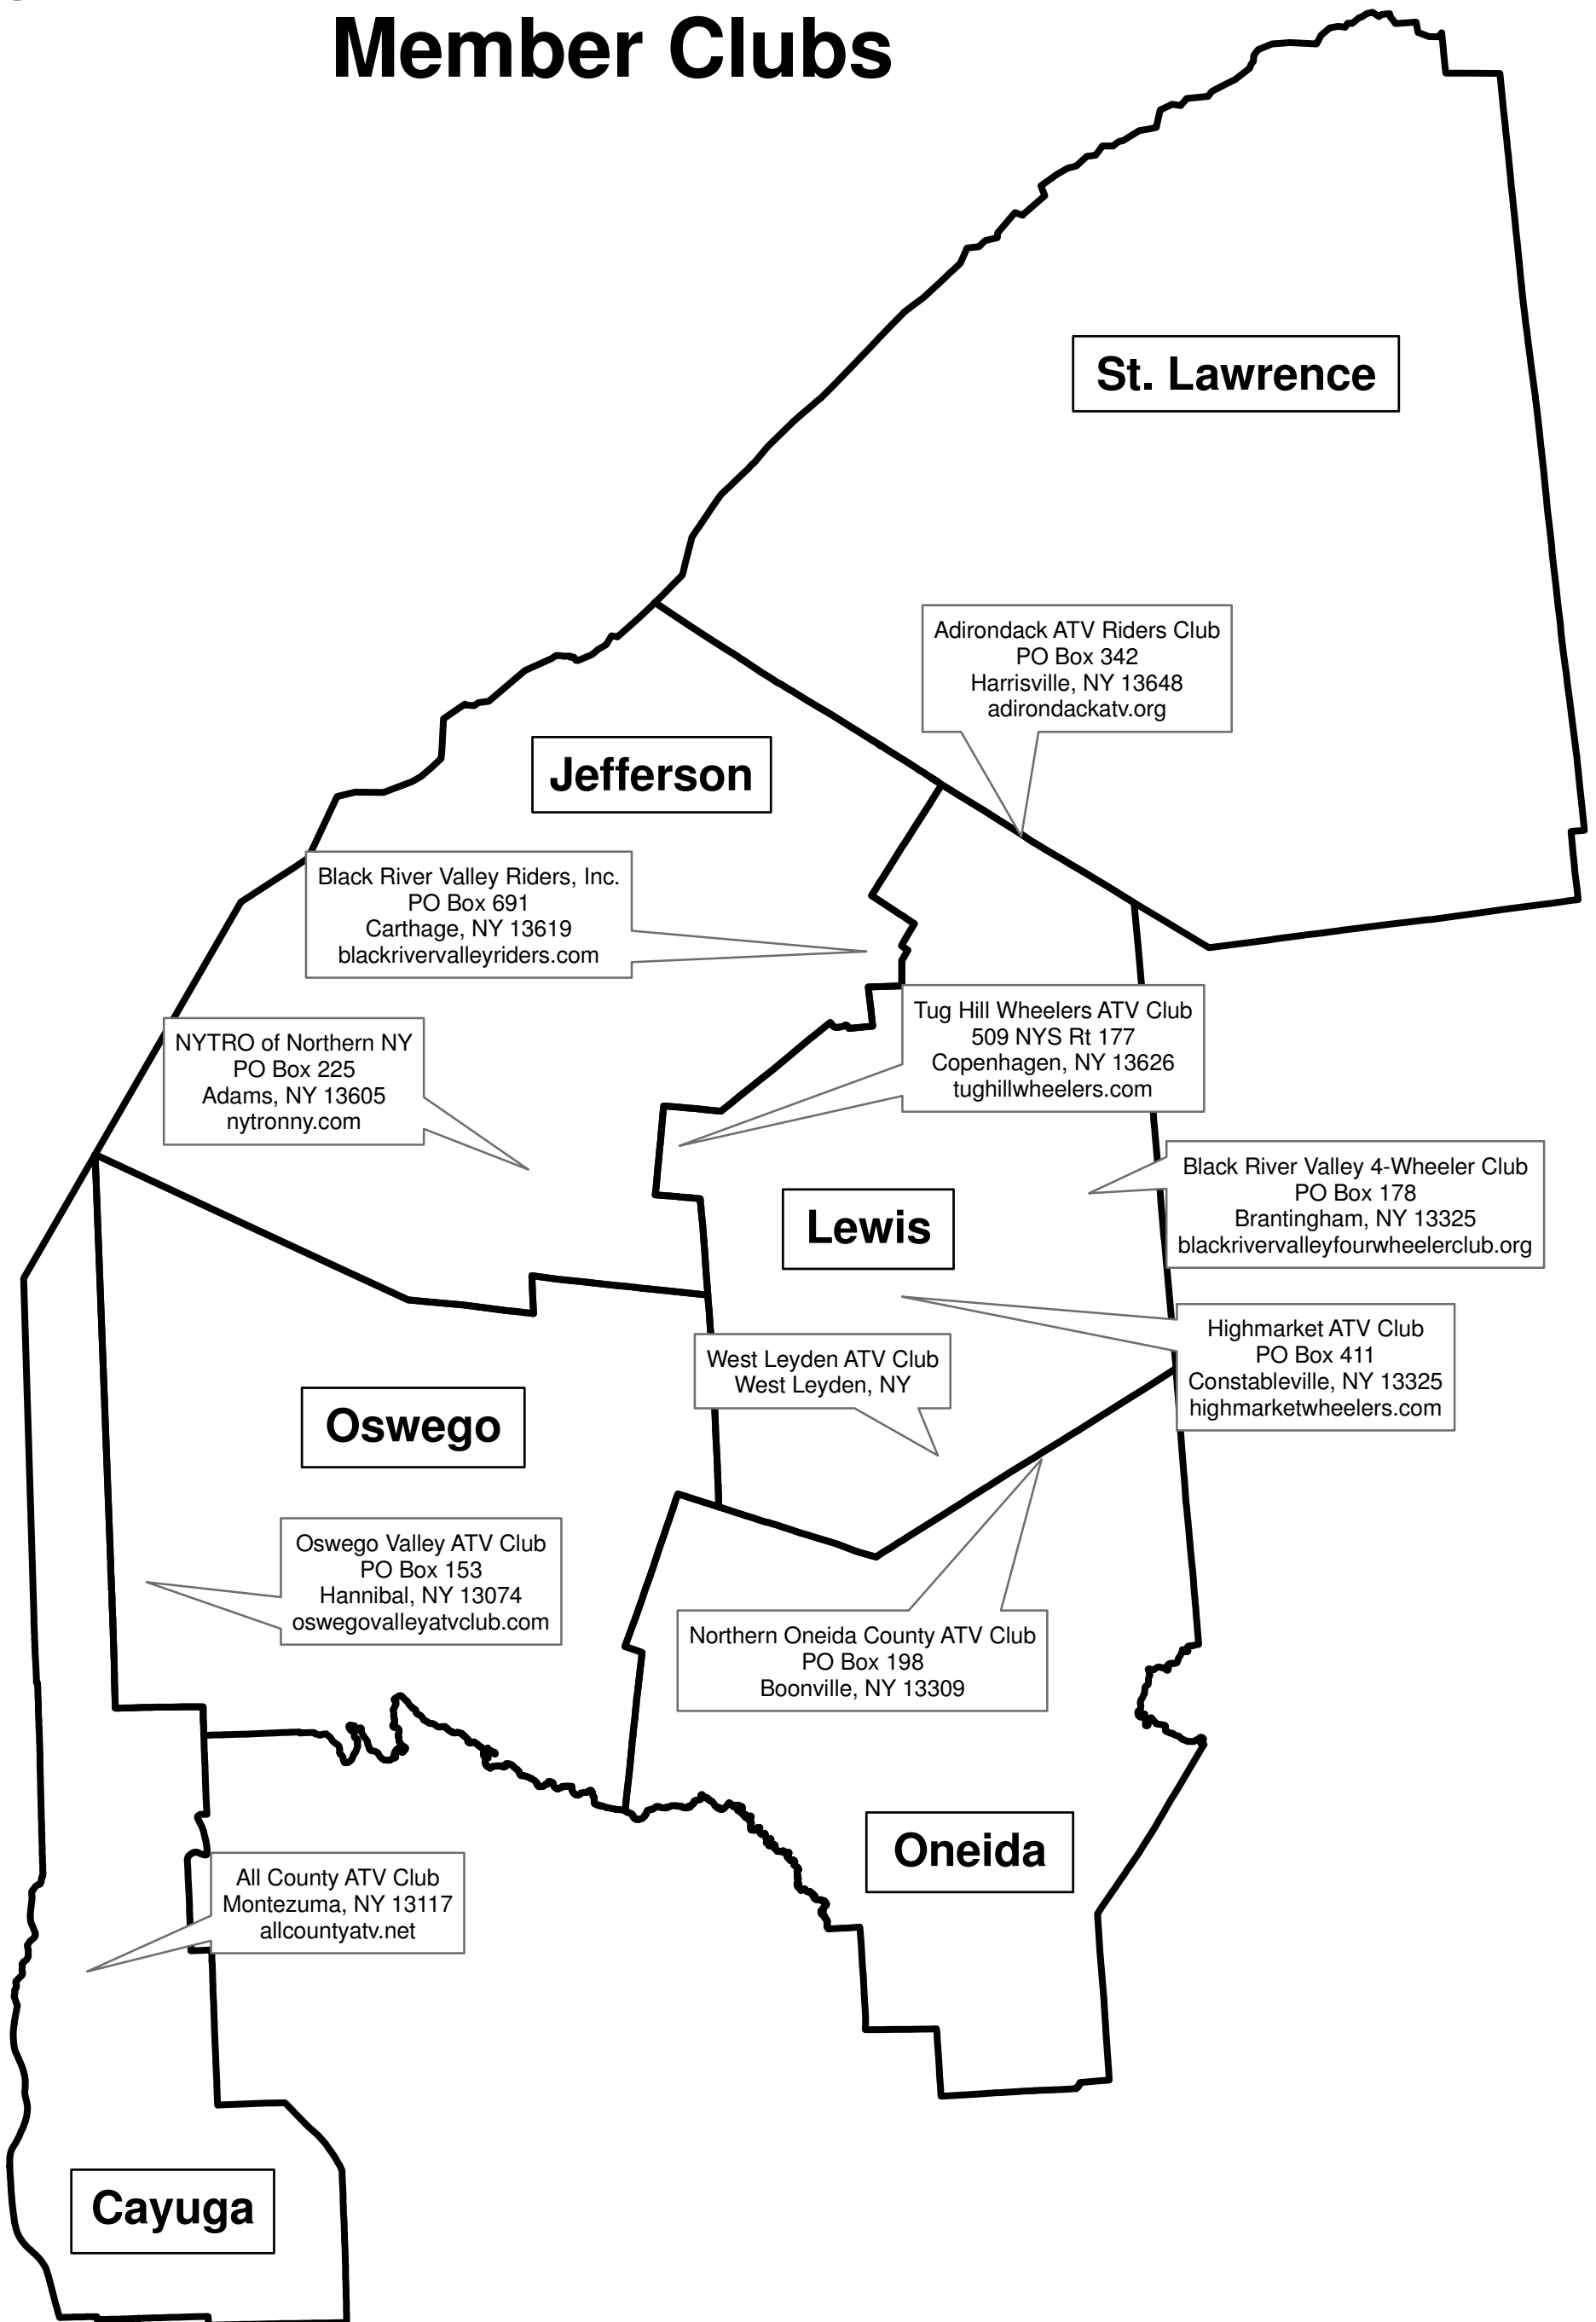 Member Clubs
St. Lawrence
Adirondack ATV Riders Club
PO Box 342
Harrisville, NY 13648
adirondackatv.org
Jefferson
Black River Valley Riders, Inc.
PO Box 691
Carthage, NY 13619
blackrivervalleyriders.com
Tug Hill Wheelers ATV Club
509 NYS Rt 177
Copenhagen, NY 13626
tughillwheelers.com
NYTRO of Northern NY
PO Box 225
Adams, NY 13605
nytronny.com
Black River Valley 4-Wheeler Club
PO Box 178
Brantingham, NY 13325
blackrivervalleyfourwheelerclub.org
Lewis
Highmarket ATV Club
PO Box 411
Constableville, NY 13325
highmarketwheelers.com
West Leyden ATV Club
West Leyden, NY
Oswego
Oswego Valley ATV Club
PO Box 153
Hannibal, NY 13074
oswegovalleyatvclub.com
Northern Oneida County ATV Club
PO Box 198
Boonville, NY 13309
Oneida
All County ATV Club
Montezuma, NY 13117
allcountyatv.net
Cayuga